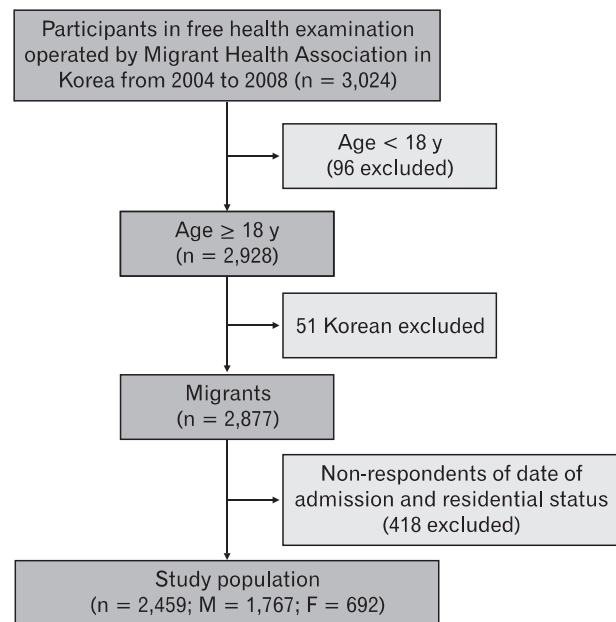 Participants in free health examination
operated by Migrant Health Association in
Korea from 2004 to 2008 (n = 3,024)
Age < 18 y
(96 excluded)
Age ≥ 18 y
(n = 2,928)
51 Korean excluded
Migrants
(n = 2,877)
Non-respondents of date of
admission and residential status
(418 excluded)
Study population
(n = 2,459; M = 1,767; F = 692)